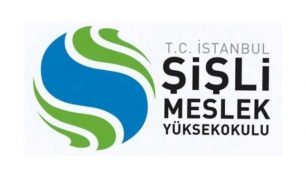 T.C. İSTANBUL
ŞİŞLİ
MESLEK
YÜKSEKOKULU